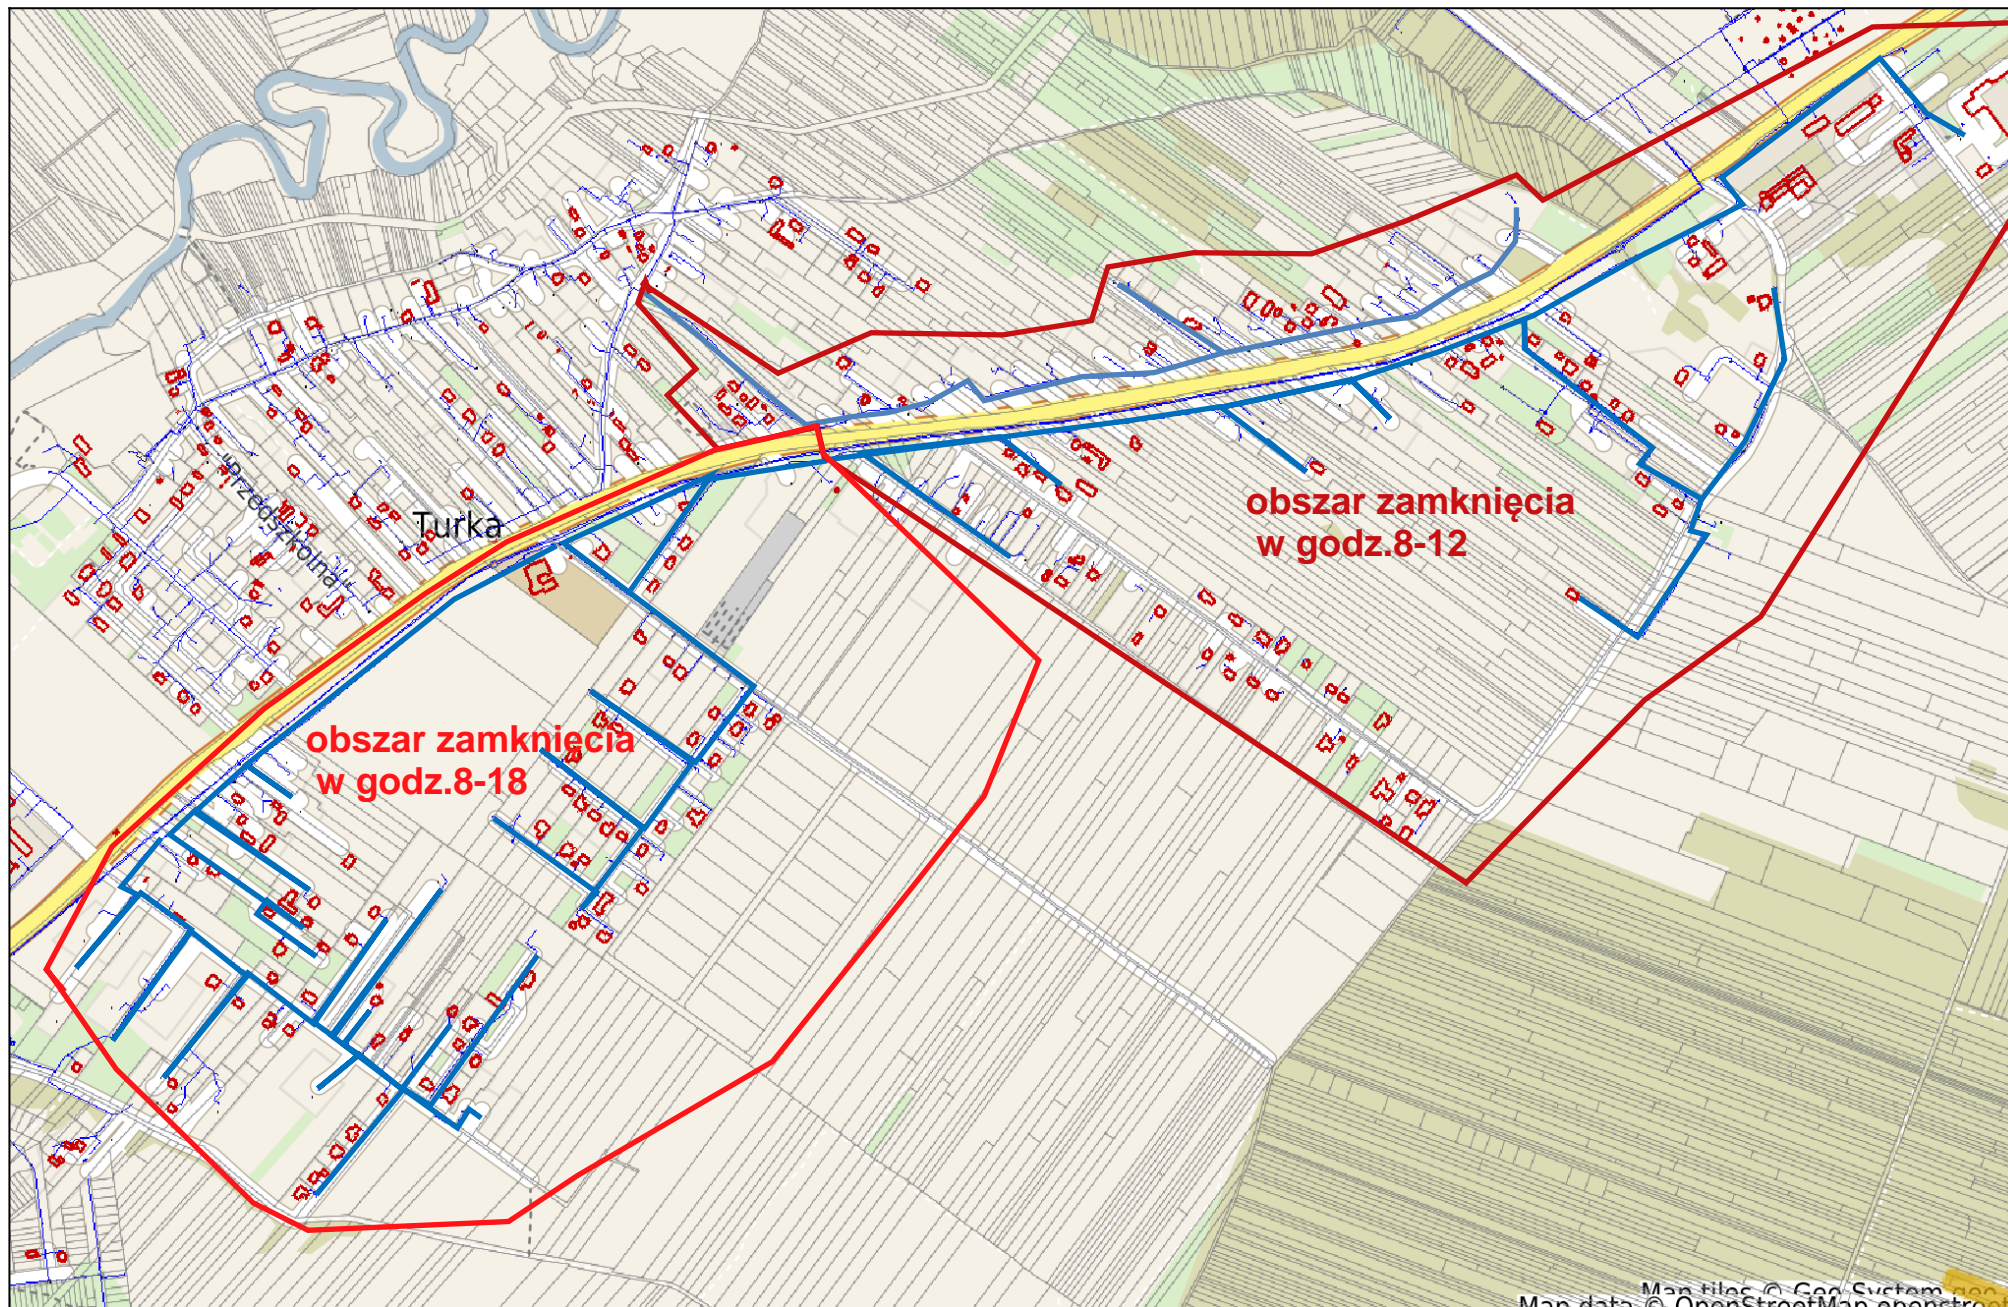 obszar zamknięcia
w godz.8-12
Turka
"Przedszkolna"
obszar zamknięcia
w godz.8-18
Map tiles © Geo-System
Map data © OpenStreetMap